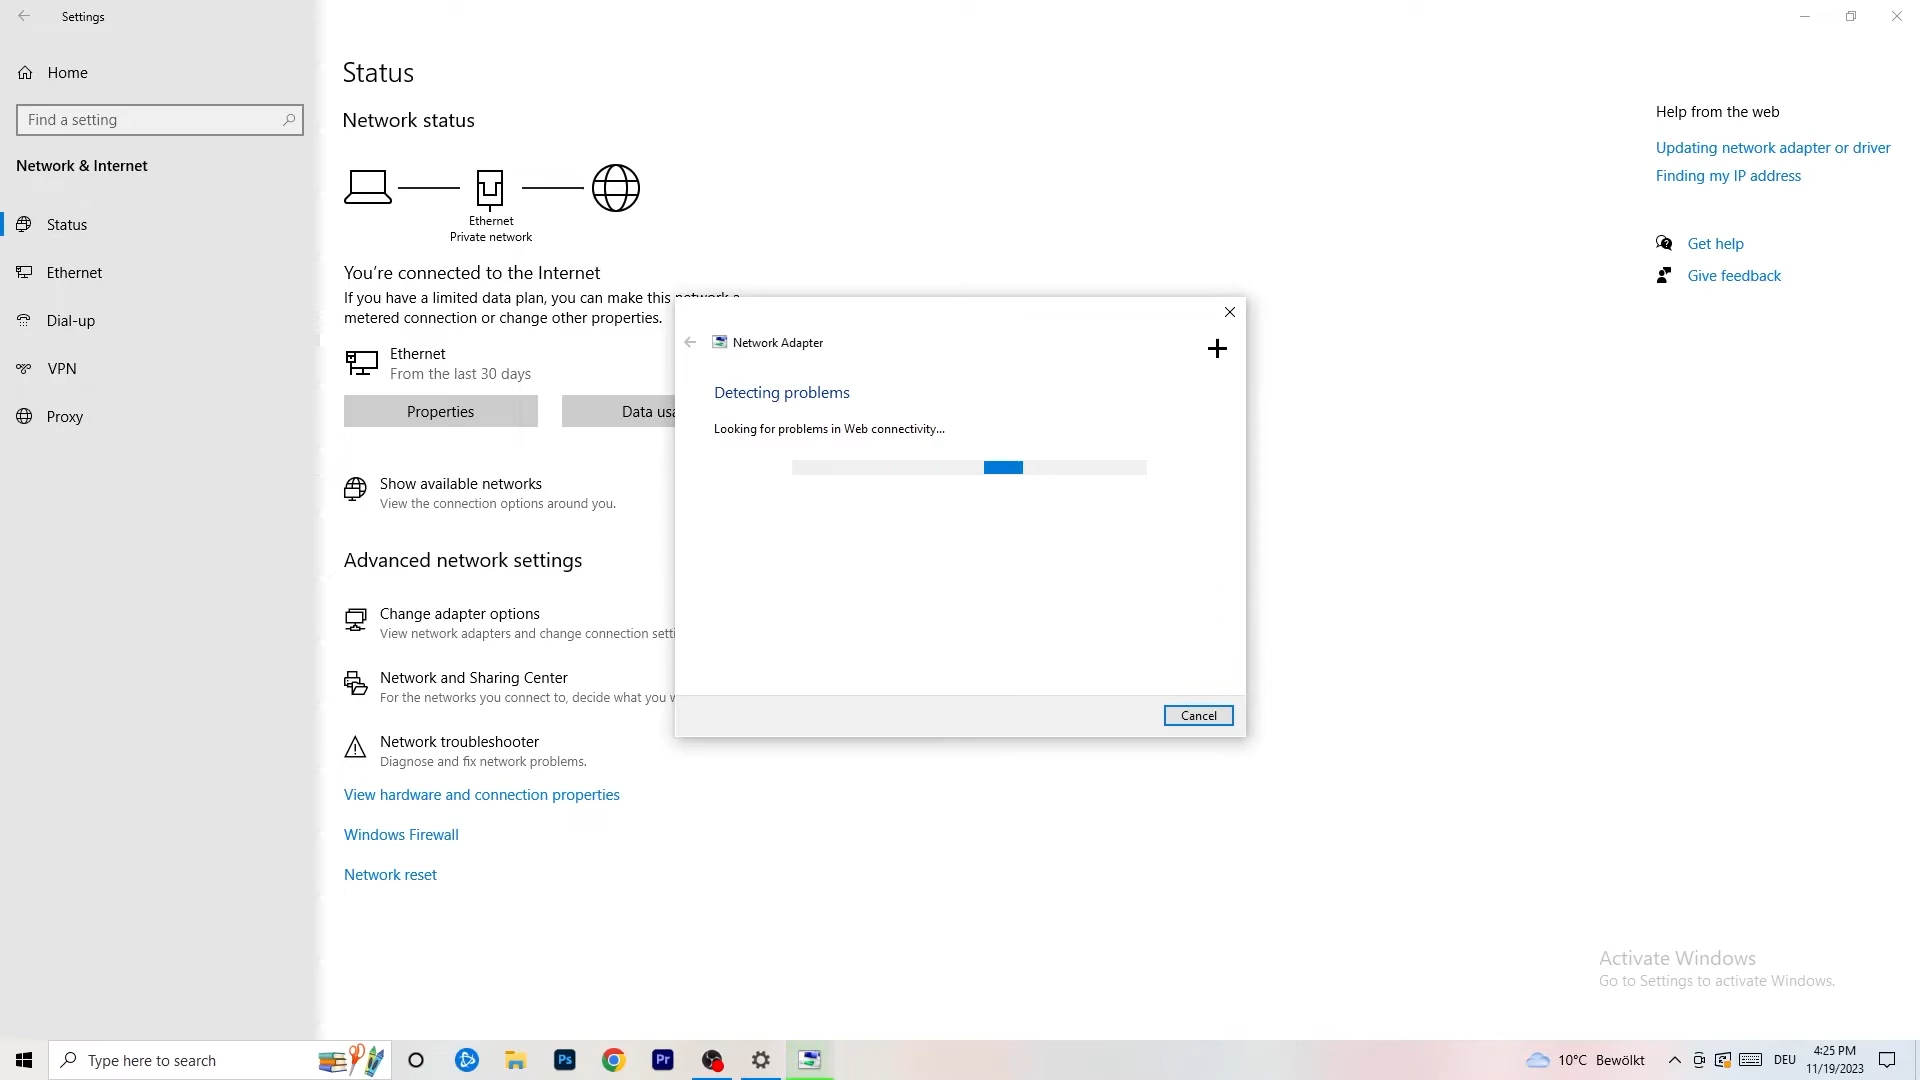 Settings
Home
Find a setting
Network & Internet
Status
Ethernet
Dial-up
VPN
Proxy
Status
Network status
Ethernet
Private network
You're connected to the Internet
If you have a limited data plan, you can make this network a
metered connection or change other properties.
Ethernet
From the last 30 days
Properties
Data usa
Show available networks
View the connection options around you.
Advanced network settings
Change adapter options
View network adapters and change connection setti
Network and Sharing Center
For the networks you connect to, decide what you w
Network troubleshooter
Diagnose and fix network problems.
View hardware and connection properties
Windows Firewall
Network reset
Network Adapter
Detecting problems
Looking for problems in Web connectivity...
Cancel
Help from the web
Updating network adapter or driver
Finding my IP address
Get help
Give feedback
Activate Windows
Go to Settings to activate Windows.
Type here to search
Ps
Pr
10°C Bewölkt
DEU
4:25 PM
11/19/2023